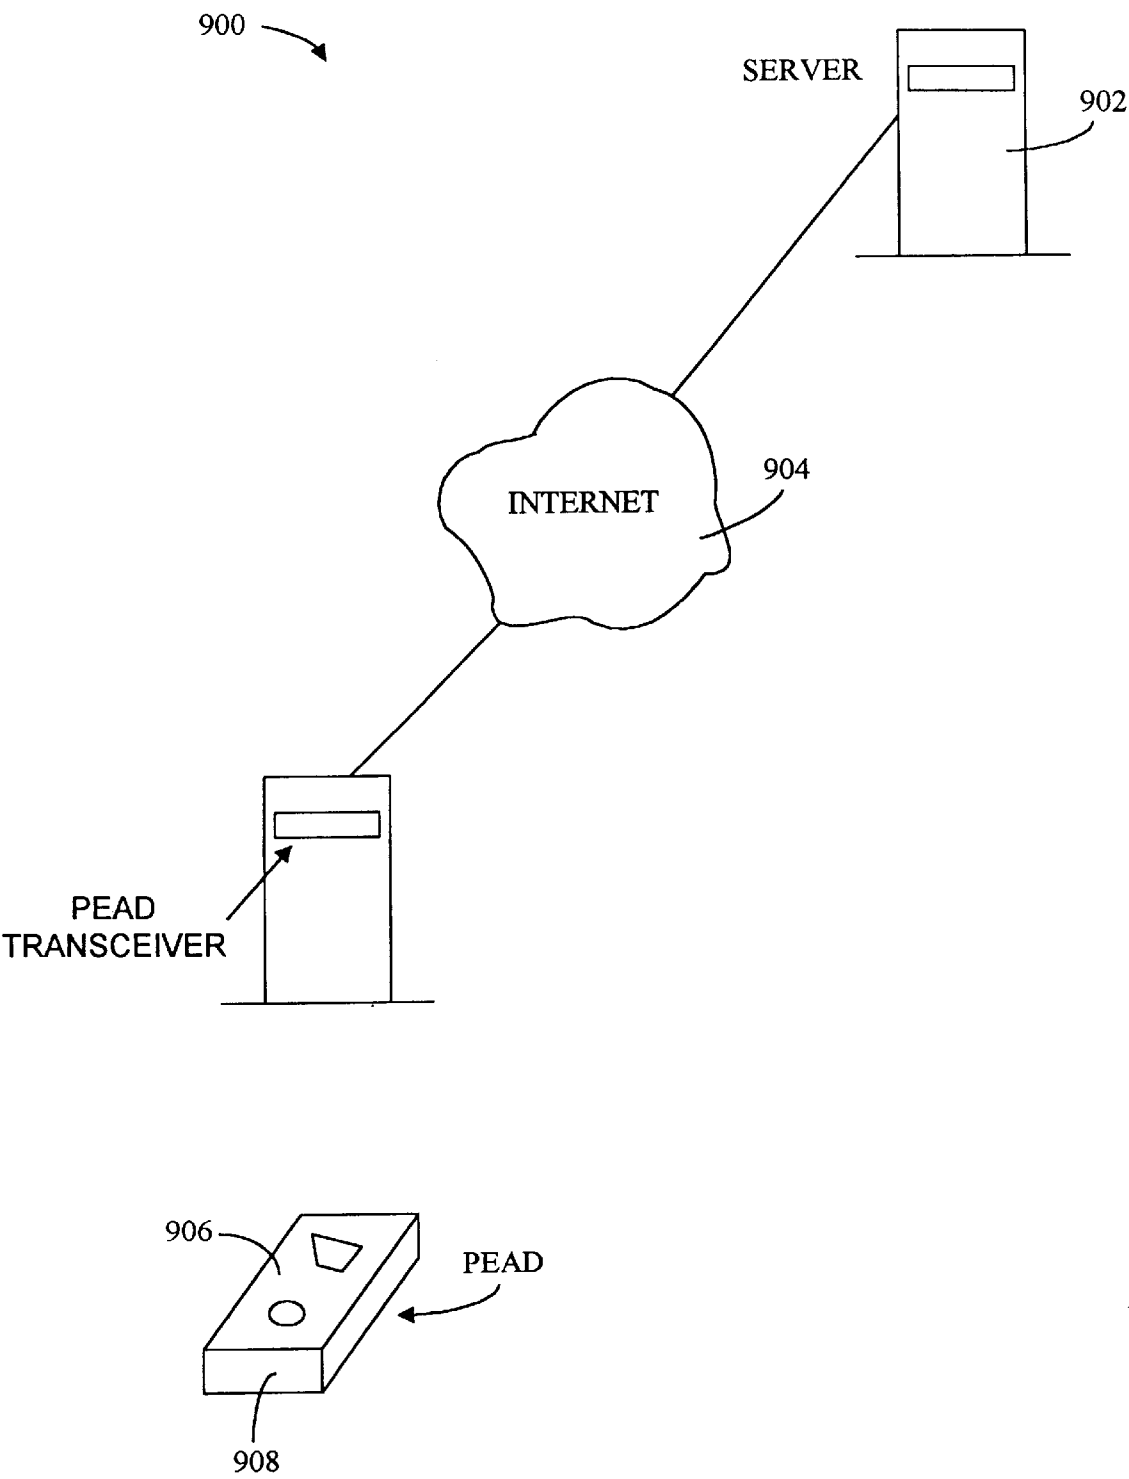 900
SERVER
902
904
INTERNET
PEAD
TRANSCEIVER
906
PEAD
908